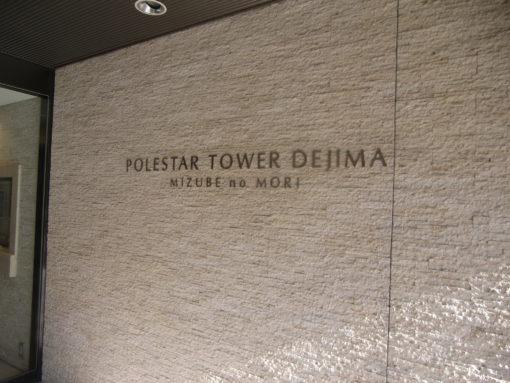 POLESTAR TOWER DEJIMA
MIZUBE no MORI